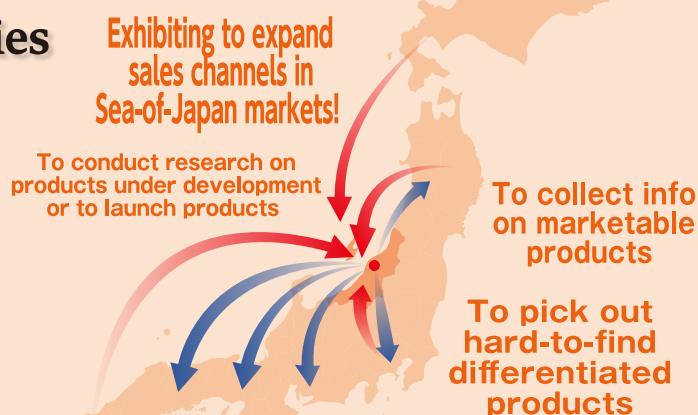 ies
Exhibiting to expand
sales channels in
Sea-of-Japan markets!
To conduct research on
products under development
or to launch products
To collect info
on marketable
products
To pick out
hard-to-find
differentiated
products